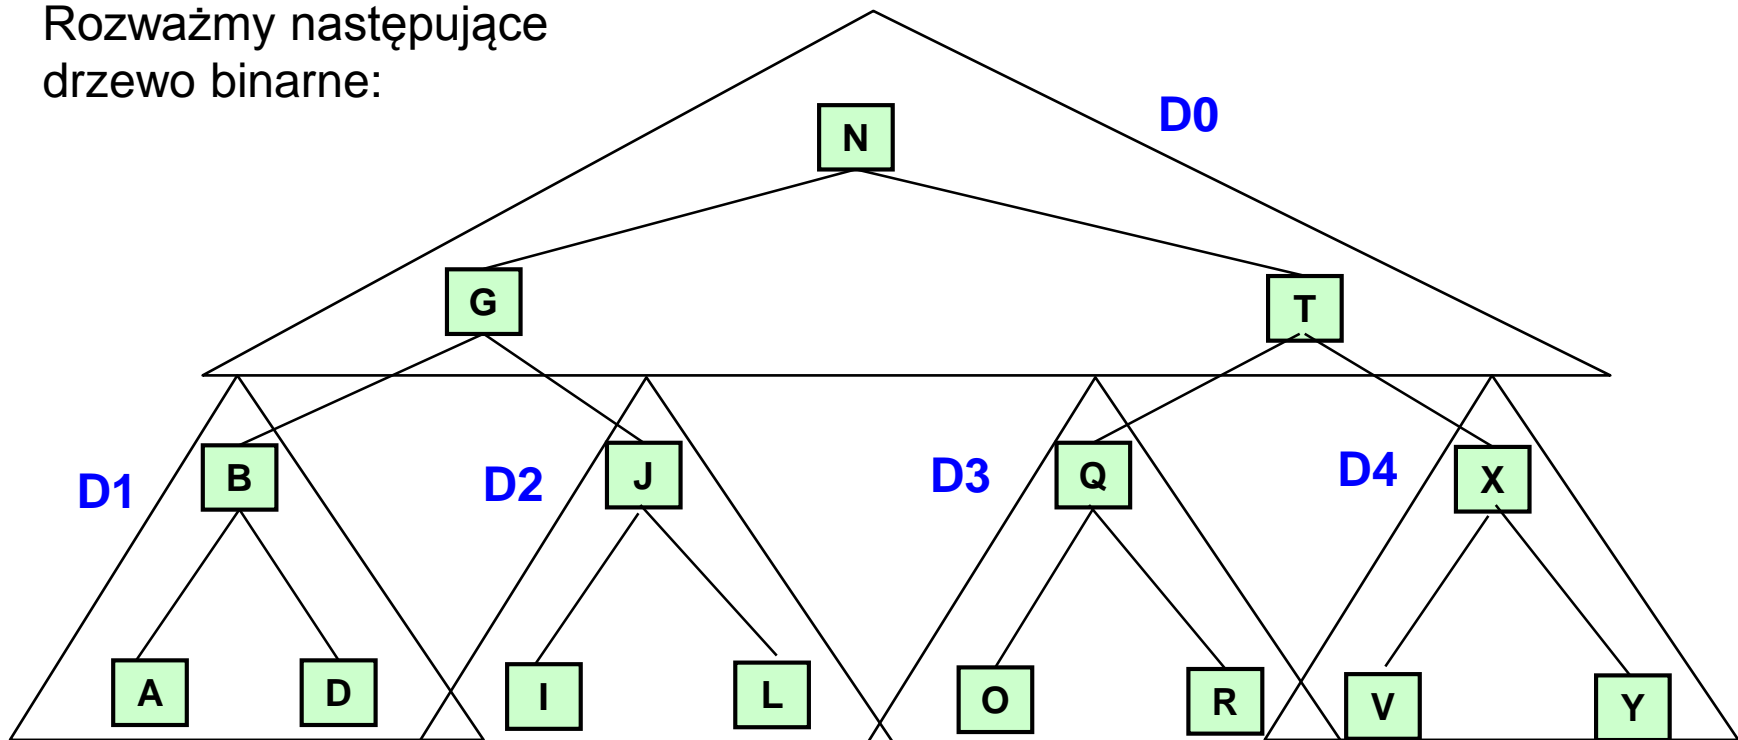 Rozważmy następujące
drzewo binarne:
D0
N
G
T
D1
B
D2
J
D3
Q
D4
X
A
D
I
L
O
R
V
Y